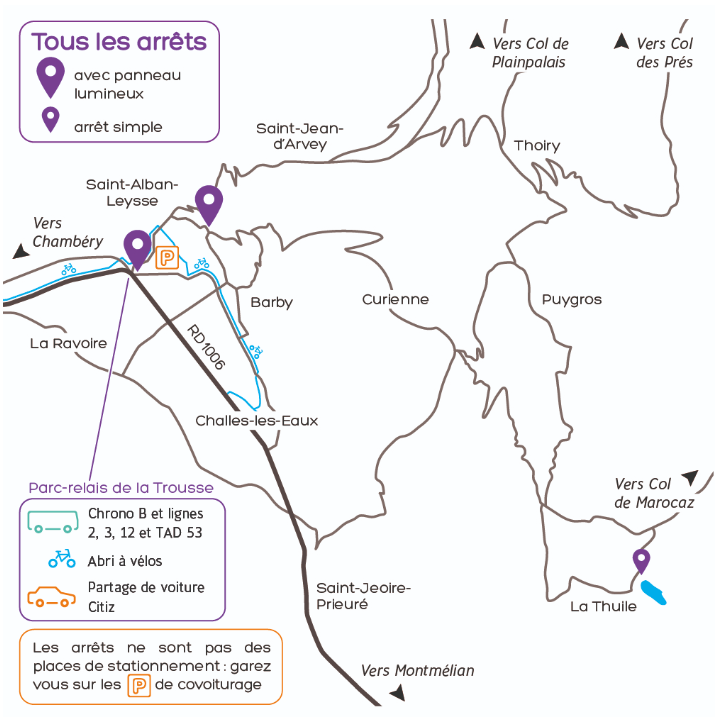 Tous les arrêts
avec panneau
lumineux
arrêt simple
Vers Col de
Plainpalais
Vers Col
des Prés
Saint-Jean-
d'Arvey
Thoiry
Saint-Alban-
Leysse
Vers
Chambéry
P
Barby
Curienne
Puygros
La Ravoire
RD1006
Challes-les-Eaux
Parc-relais de la Trousse
Chrono B et lignes
2, 3, 12 et TAD 53
Abri à vélos
Partage de voiture
Citiz
Vers Col
de Marocaz
La Thuile
Saint-Jeoire-
Prieuré
Les arrêts ne sont pas des
places de stationnement : garez
vous sur les P de covoiturage
Vers Montmélian